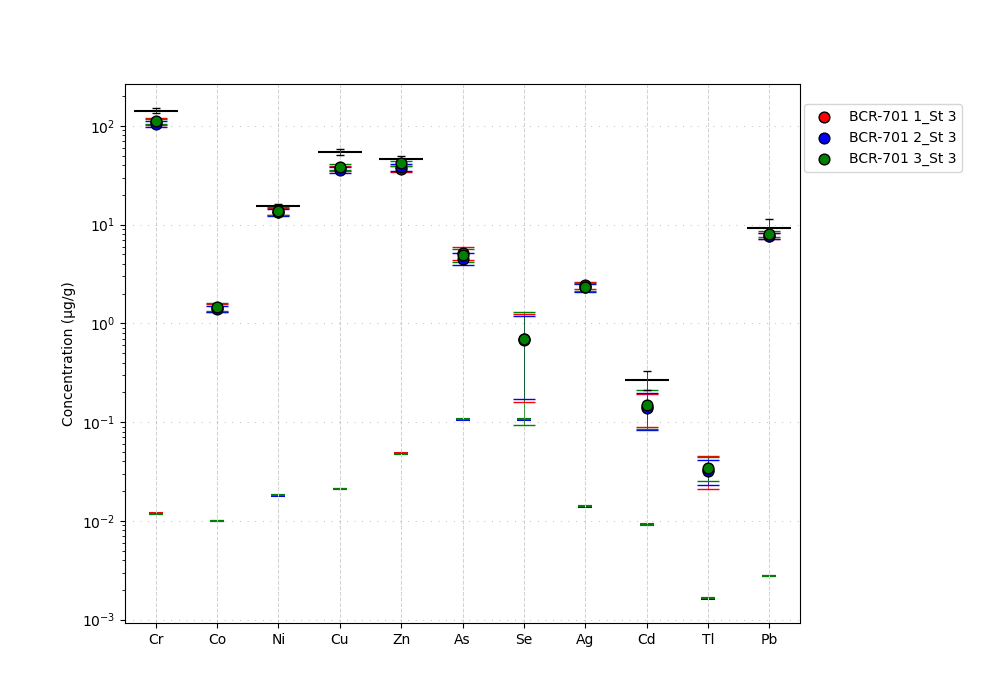 10²
10¹
10⁰
10⁻¹
10⁻²
10⁻³
Concentration (µg/g)
Cr Co Ni Cu Zn As Se Ag Cd Tl Pb
BCR-701 1_St 3
BCR-701 2_St 3
BCR-701 3_St 3